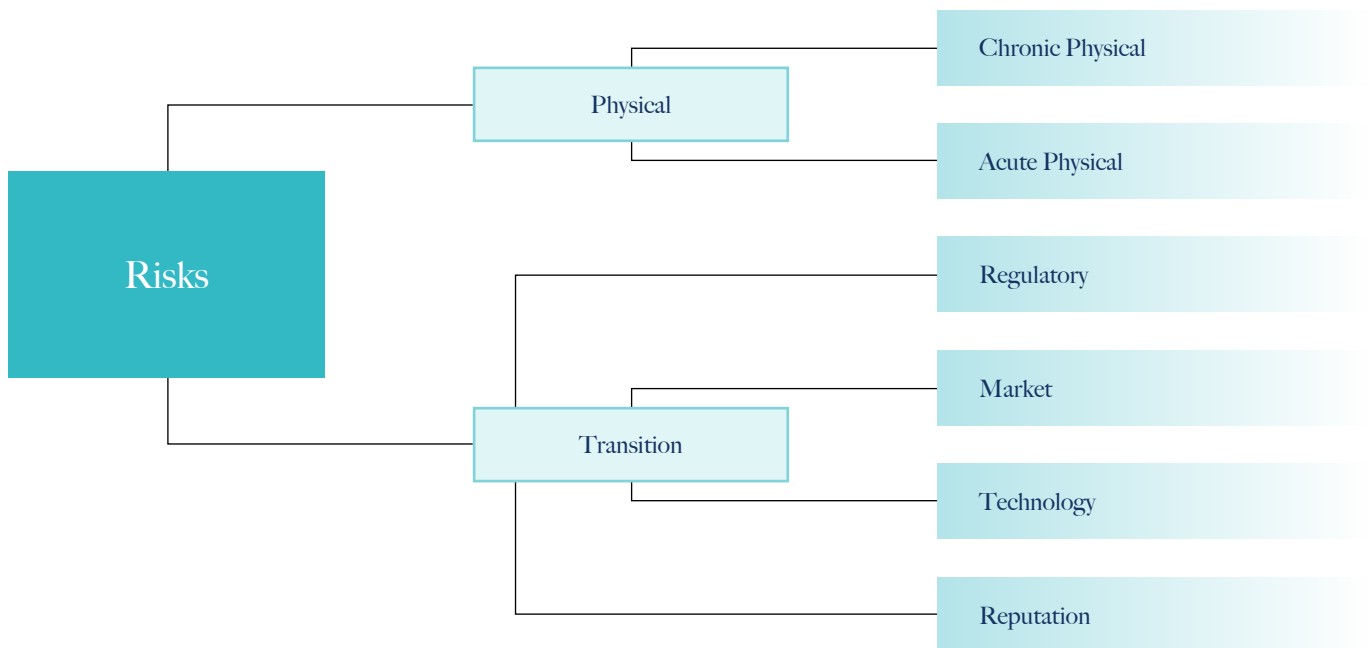 Risks
Physical
Chronic Physical
Acute Physical
Transition
Regulatory
Market
Technology
Reputation